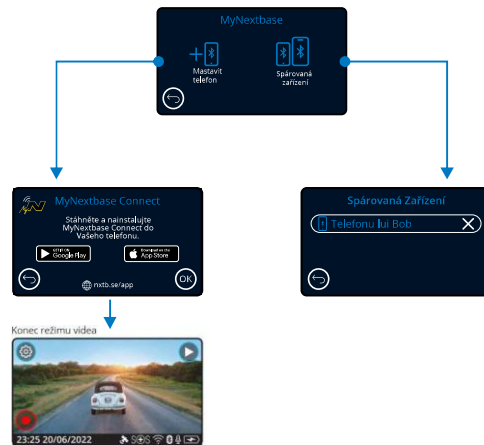 MyNextbase
Mastavit
telefon
Spárovaná
zařízení
MyNextbase Connect
Stáhněte a nainstalujte
MyNextbase Connect do
Vašeho telefonu.
GET IT ON
Google Play
Download on the
App Store
OK
nxtb.se/app
Spárovaná Zařízení
Telefonu lui Bob
Konec režimu videa
23:25 20/06/2022